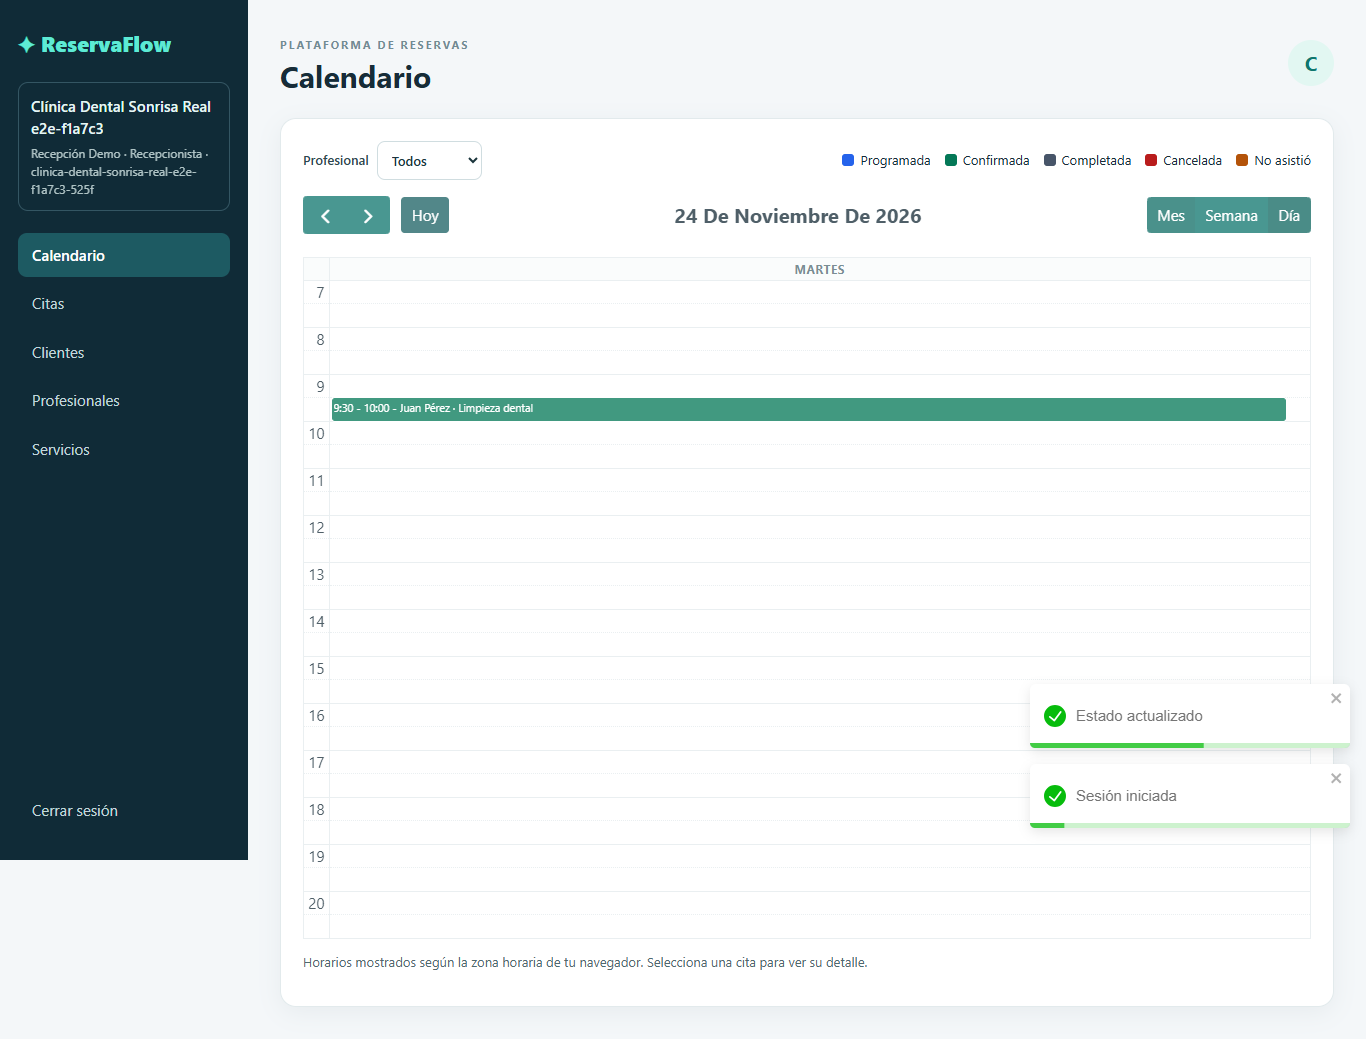 ✦ ReservaFlow
Clínica Dental Sonrisa Real
e2e-f1a7c3
Recepción Demo · Recepcionista ·
clinica-dental-sonrisa-real-e2e-
f1a7c3-525f
Calendario
Citas
Clientes
Profesionales
Servicios
Cerrar sesión
PLATAFORMA DE RESERVAS
Calendario
C
Profesional Todos
Programada Confirmada Completada Cancelada No asistió
Hoy
24 De Noviembre De 2026
Mes Semana Día
MARTES
7
8
9
9:30 - 10:00 - Juan Pérez · Limpieza dental
10
11
12
13
14
15
16
17
18
19
20
Estado actualizado
Sesión iniciada
Horarios mostrados según la zona horaria de tu navegador. Selecciona una cita para ver su detalle.